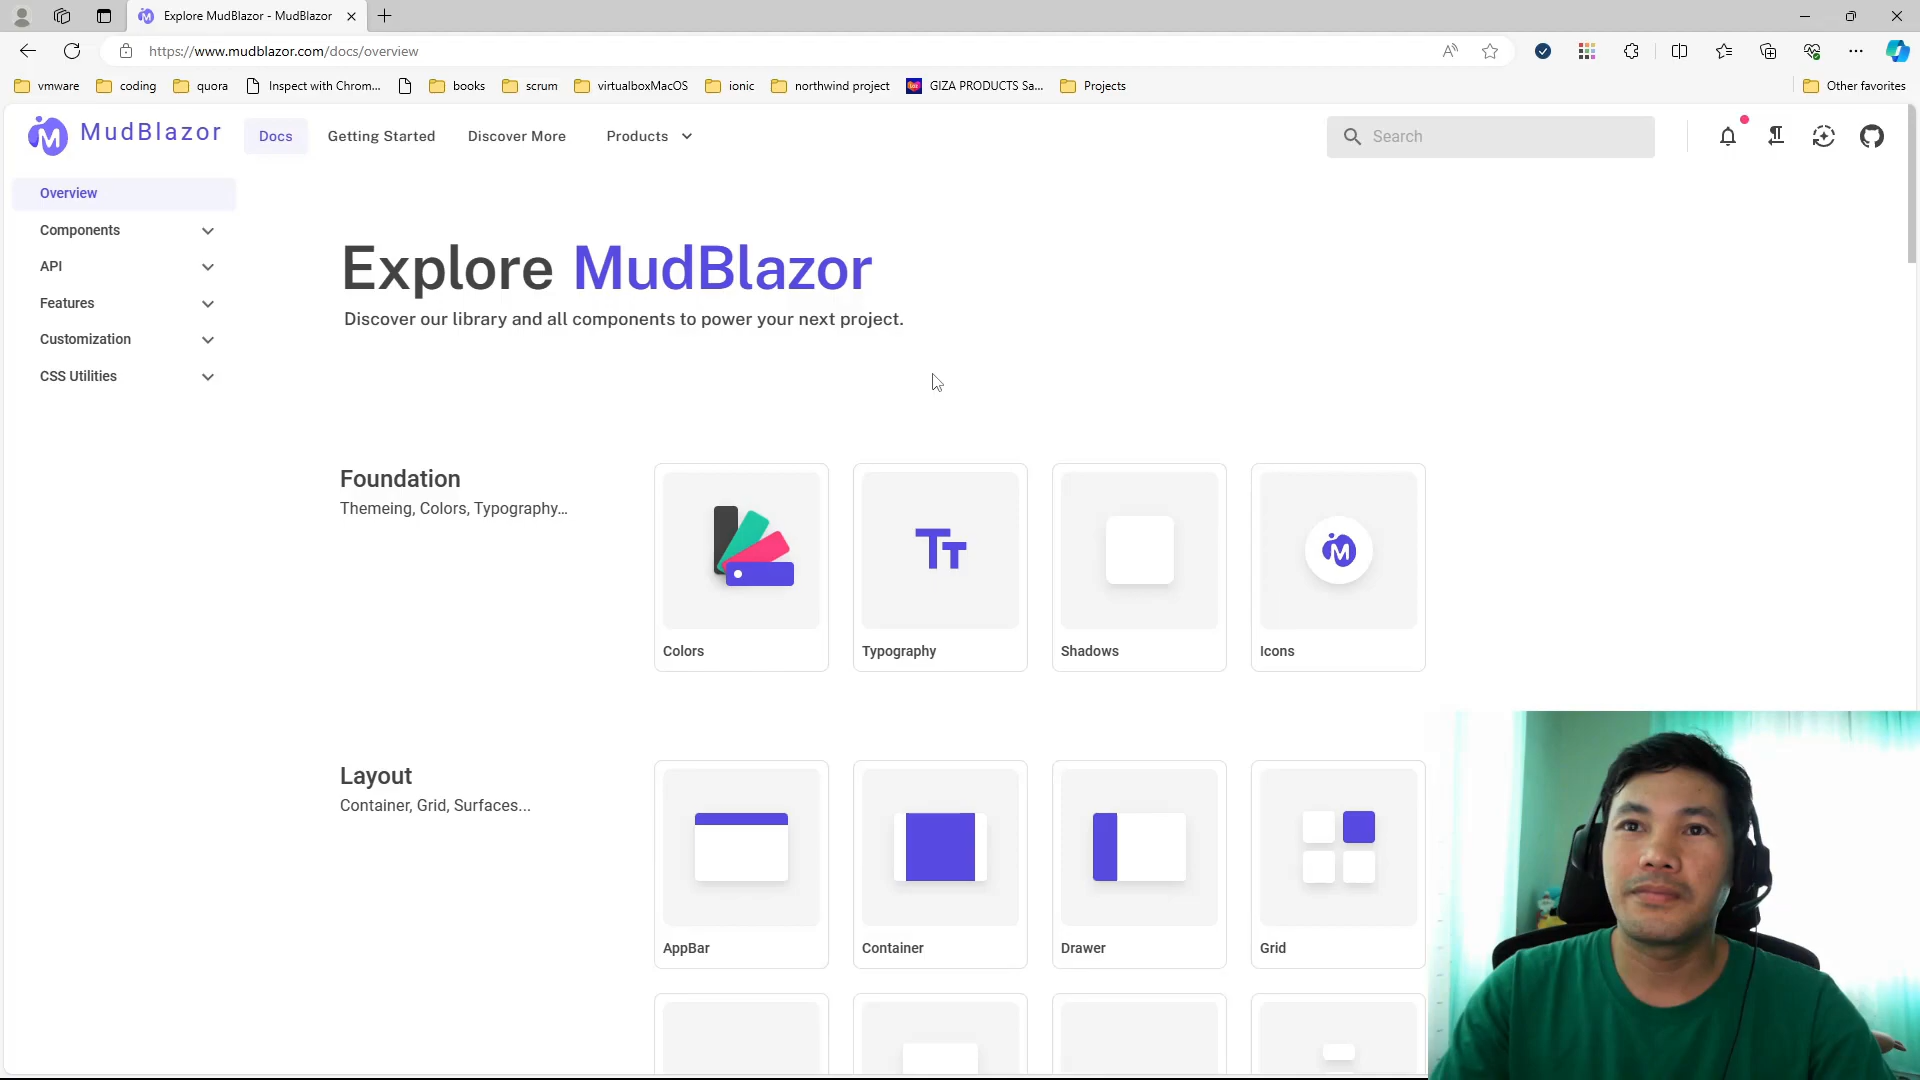 Explore MudBlazor - MudBlazor
https://www.mudblazor.com/docs/overview
vmware coding quora Inspect with Chrom... books scrum virtualboxMacOS ionic northwind project GIZA PRODUCTS Sa... Projects Other favorites
MudBlazor Docs Getting Started Discover More Products Search
Overview
Components
API
Features
Customization
CSS Utilities
Explore MudBlazor
Discover our library and all components to power your next project.
Foundation
Themeing, Colors, Typography...
Colors Typography Shadows Icons
Layout
Container, Grid, Surfaces...
AppBar Container Drawer Grid